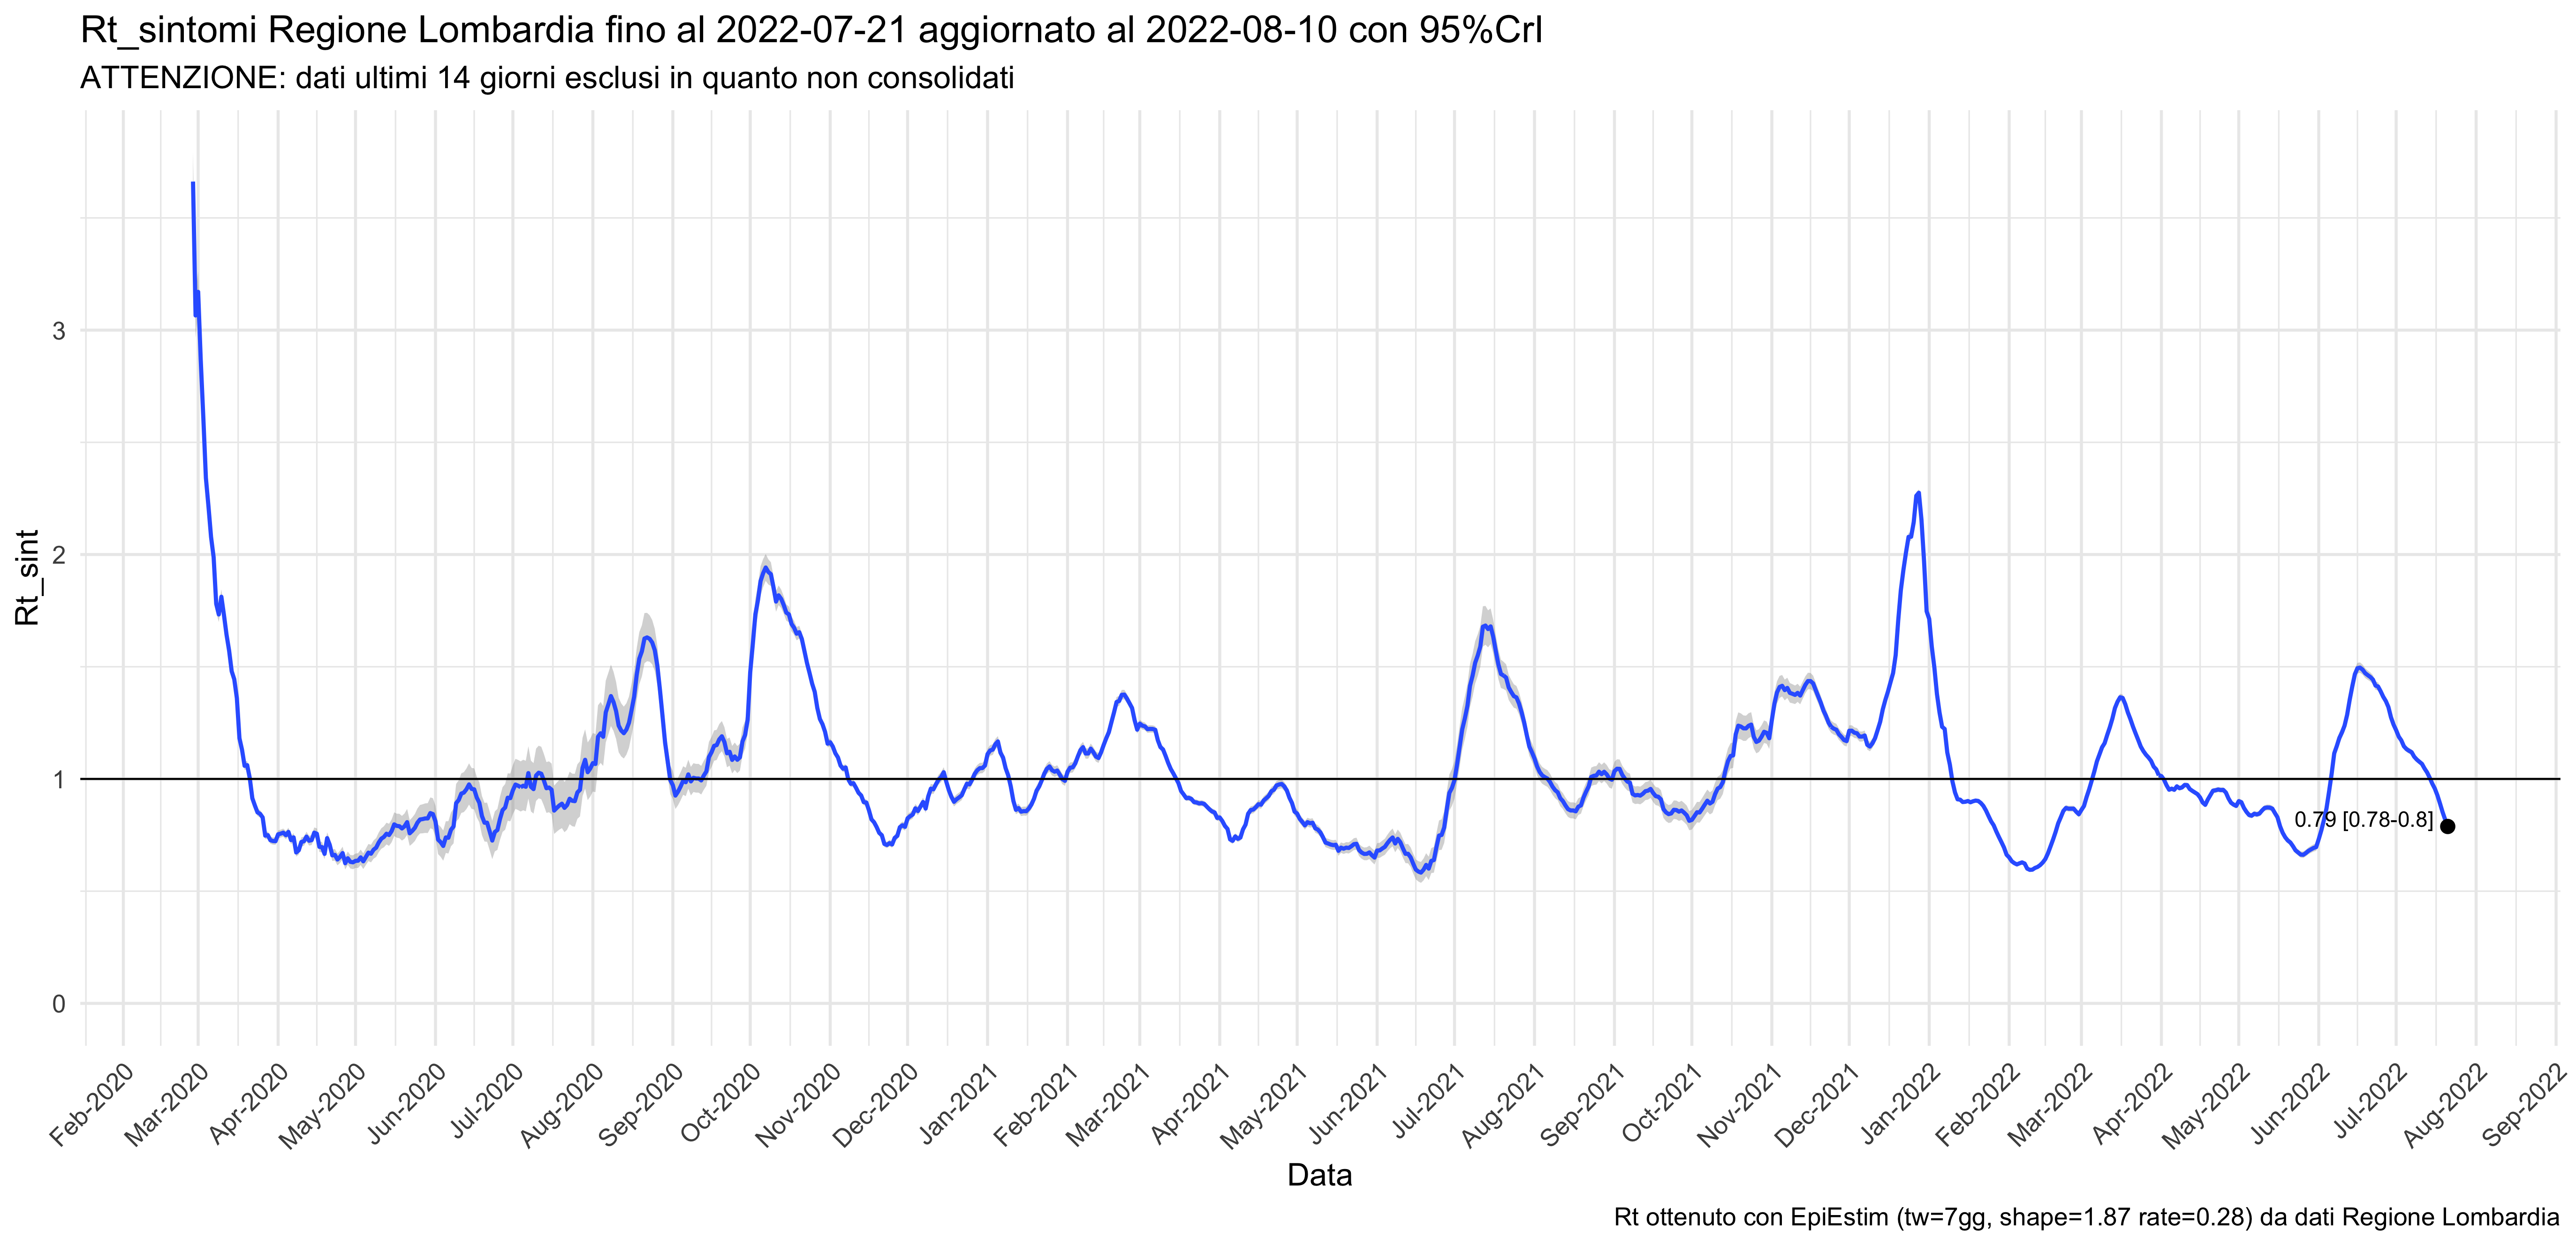 Rt_sintomi Regione Lombardia fino al 2022-07-21 aggiornato al 2022-08-10 con 95%CrI
ATTENZIONE: dati ultimi 14 giorni esclusi in quanto non consolidati
Rt_sint
3
2
1
0
0.79 [0.78-0.8]
Feb-2020
Mar-2020
Apr-2020
May-2020
Jun-2020
Jul-2020
Aug-2020
Sep-2020
Oct-2020
Nov-2020
Dec-2020
Jan-2021
Feb-2021
Mar-2021
Apr-2021
May-2021
Jun-2021
Jul-2021
Aug-2021
Sep-2021
Oct-2021
Nov-2021
Dec-2021
Jan-2022
Feb-2022
Mar-2022
Apr-2022
May-2022
Jun-2022
Jul-2022
Aug-2022
Sep-2022
Data
Rt ottenuto con EpiEstim (tw=7gg, shape=1.87 rate=0.28) da dati Regione Lombardia